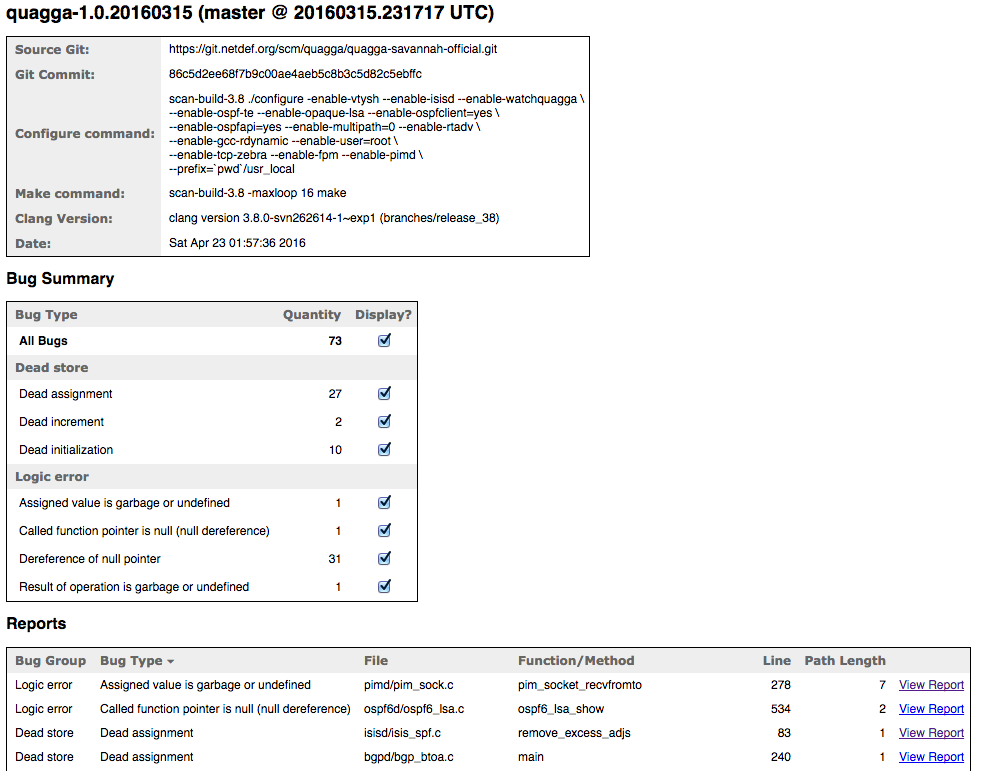 quagga-1.0.20160315 (master @ 20160315.231717 UTC)
Source Git: https://git.netdef.org/scm/quagga/quagga-savannah-official.git
Git Commit: 86c5d2ee68f7b9c00ae4aeb5c8b3c5d82c5ebffc
Configure command: scan-build-3.8 ./configure -enable-vtysh --enable-isisd --enable-watchquagga \
--enable-ospf-te --enable-opaque-lsa --enable-ospfclient=yes \
--enable-ospfapi=yes --enable-multipath=0 --enable-rtadv \
--enable-gcc-rdynamic --enable-user=root \
--enable-tcp-zebra --enable-fpm --enable-pimd \
--prefix=`pwd`/usr_local
Make command: scan-build-3.8 -maxloop 16 make
Clang Version: clang version 3.8.0-svn262614-1~exp1 (branches/release_38)
Date: Sat Apr 23 01:57:36 2016
Bug Summary
Bug Type Quantity Display?
All Bugs 73
Dead store
Dead assignment 27
Dead increment 2
Dead initialization 10
Logic error
Assigned value is garbage or undefined 1
Called function pointer is null (null dereference) 1
Dereference of null pointer 31
Result of operation is garbage or undefined 1
Reports
Bug Group Bug Type File Function/Method Line Path Length
Logic error Assigned value is garbage or undefined pimd/pim_sock.c pim_socket_recvfromto 278 7 View Report
Logic error Called function pointer is null (null dereference) ospf6d/ospf6_lsa.c ospf6_lsa_show 534 2 View Report
Dead store Dead assignment isisd/isis_spf.c remove_excess_adjs 83 1 View Report
Dead store Dead assignment bgpd/bgp_btoa.c main 240 1 View Report